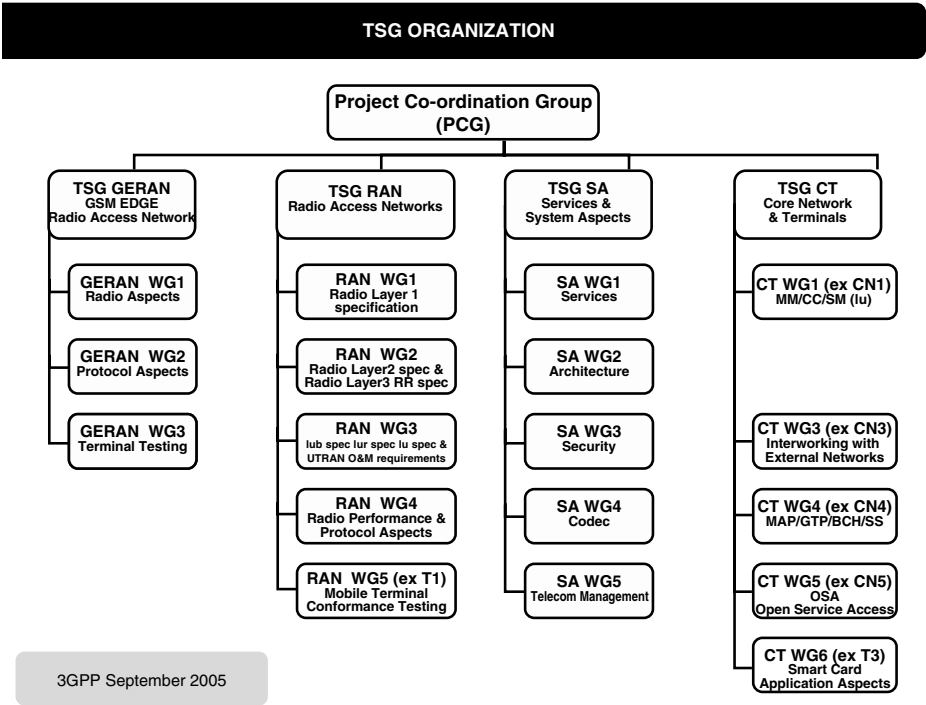 TSG ORGANIZATION
Project Co-ordination Group
(PCG)
TSG GERAN
GSM EDGE
Radio Access Network
GERAN WG1
Radio Aspects
GERAN WG2
Protocol Aspects
GERAN WG3
Terminal Testing
TSG RAN
Radio Access Networks
RAN WG1
Radio Layer 1
specification
RAN WG2
Radio Layer2 spec &
Radio Layer3 RR spec
RAN WG3
lub spec lur spec lu spec &
UTRAN O&M requirements
RAN WG4
Radio Performance &
Protocol Aspects
RAN WG5 (ex T1)
Mobile Terminal
Conformance Testing
TSG SA
Services &
System Aspects
SA WG1
Services
SA WG2
Architecture
SA WG3
Security
SA WG4
Codec
SA WG5
Telecom Management
TSG CT
Core Network
& Terminals
CT WG1 (ex CN1)
MM/CC/SM (lu)
CT WG3 (ex CN3)
Interworking with
External Networks
CT WG4 (ex CN4)
MAP/GTP/BCH/SS
CT WG5 (ex CN5)
OSA
Open Service Access
CT WG6 (ex T3)
Smart Card
Application Aspects
3GPP September 2005